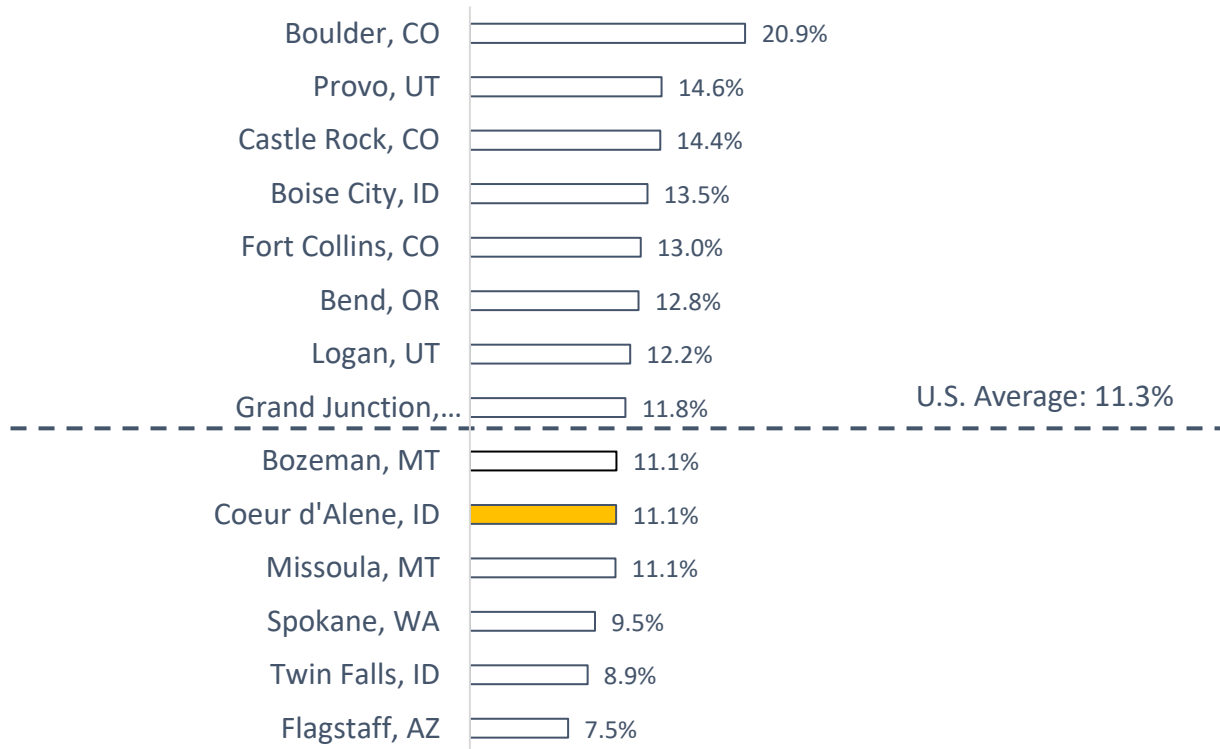 Boulder, CO 20.9%
Provo, UT 14.6%
Castle Rock, CO 14.4%
Boise City, ID 13.5%
Fort Collins, CO 13.0%
Bend, OR 12.8%
Logan, UT 12.2%
Grand Junction,... 11.8%
U.S. Average: 11.3%
Bozeman, MT 11.1%
Coeur d'Alene, ID 11.1%
Missoula, MT 11.1%
Spokane, WA 9.5%
Twin Falls, ID 8.9%
Flagstaff, AZ 7.5%